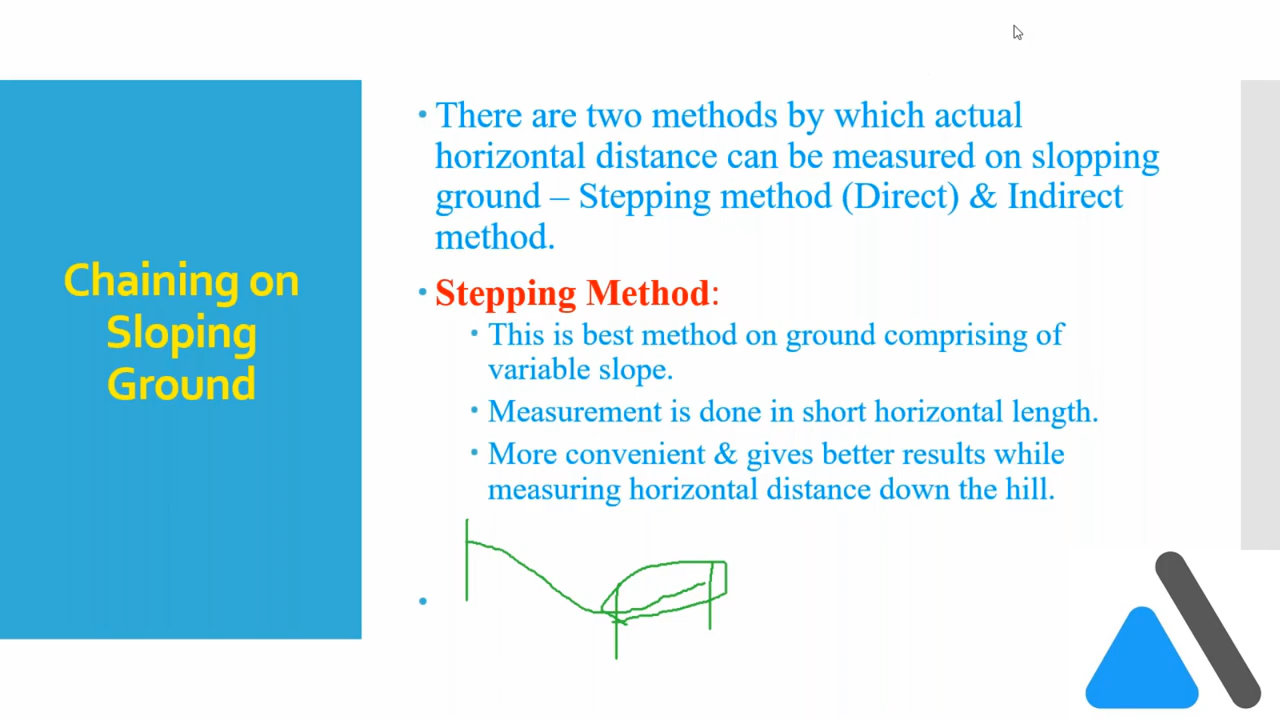 Chaining on
Sloping
Ground
• There are two methods by which actual
horizontal distance can be measured on slopping
ground – Stepping method (Direct) & Indirect
method.
• Stepping Method:
• This is best method on ground comprising of
variable slope.
• Measurement is done in short horizontal length.
• More convenient & gives better results while
measuring horizontal distance down the hill.
•